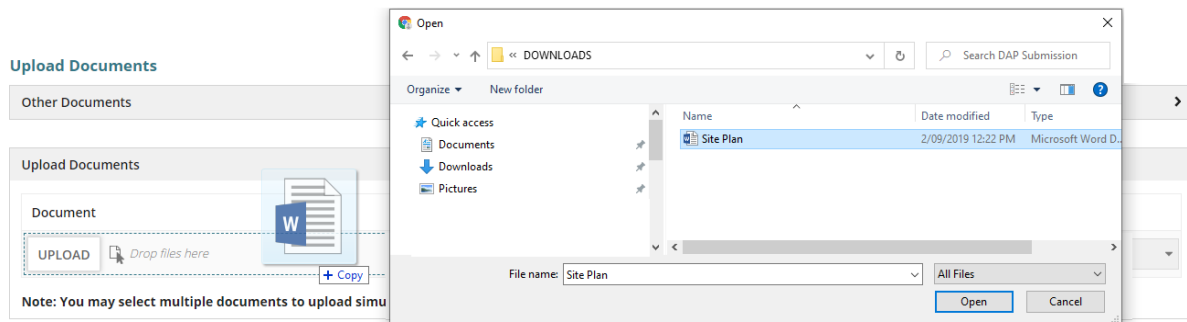 Upload Documents
Other Documents
Upload Documents
Document
W
UPLOAD
Drop files here
+ Copy
Note: You may select multiple documents to upload simu
Open
« DOWNLOADS
Search DAP Submission
Organize
New folder
?
Quick access
Documents
Downloads
Pictures
Name
Date modified
Type
W
Site Plan
2/09/2019 12:22 PM
Microsoft Word D..
File name:
Site Plan
All Files
Open
Cancel